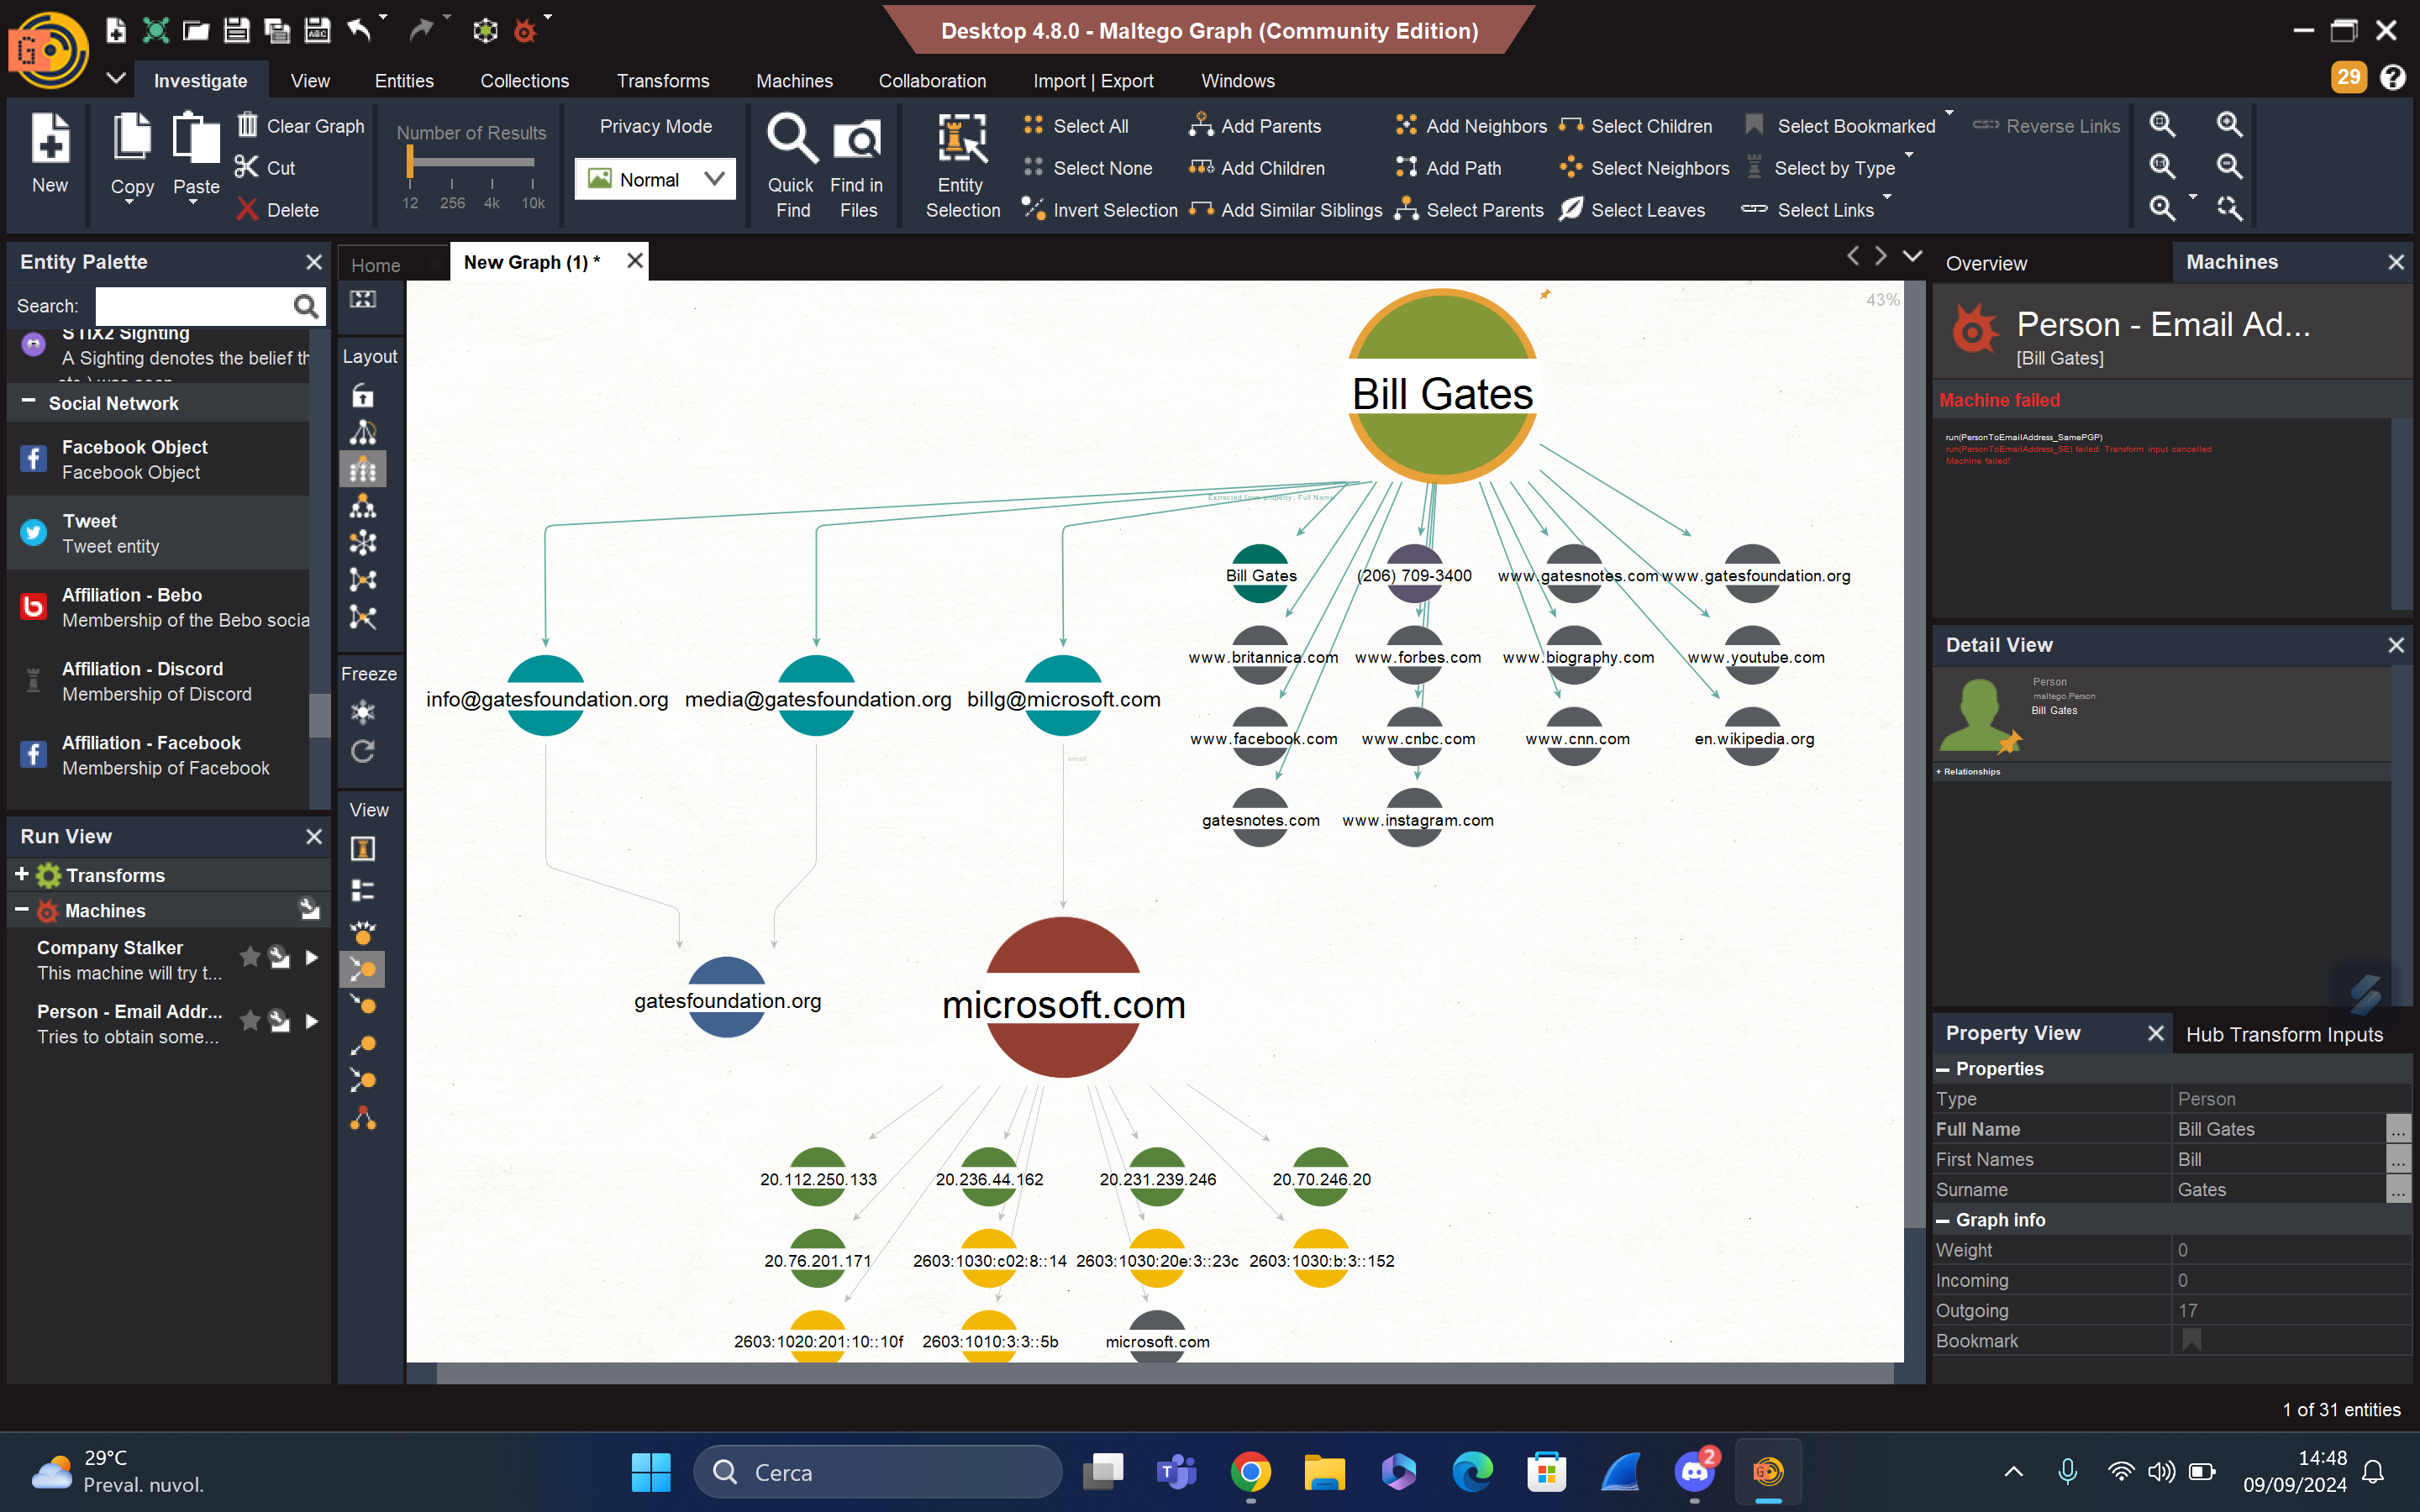 Desktop 4.8.0 - Maltego Graph (Community Edition)
Investigate
View
Entities
Collections
Transforms
Machines
Collaboration
Import | Export
Windows
29
New
Copy
Paste
Clear Graph
Cut
Delete
Number of Results
12 256 4k 10k
Privacy Mode
Normal
Quick Find
Find in Files
Entity Selection
Select All
Select None
Invert Selection
Add Parents
Add Children
Add Similar Siblings
Add Neighbors
Add Path
Select Parents
Select Children
Select Neighbors
Select Leaves
Select Bookmarked
Select by Type
Select Links
Reverse Links
Entity Palette
Search:
STIX2 Sighting
A Sighting denotes the belief th
Social Network
Facebook Object
Facebook Object
Tweet
Tweet entity
Affiliation - Bebo
Membership of the Bebo socia
Affiliation - Discord
Membership of Discord
Affiliation - Facebook
Membership of Facebook
Run View
Transforms
Machines
Company Stalker
This machine will try t...
Person - Email Addr...
Tries to obtain some...
Home
New Graph (1) *
Layout
Freeze
View
43%
Bill Gates
Extracted from property: Full Name
Bill Gates
(206) 709-3400
www.gatesnotes.com
www.gatesfoundation.org
www.britannica.com
www.forbes.com
www.biography.com
www.youtube.com
info@gatesfoundation.org
media@gatesfoundation.org
billg@microsoft.com
www.facebook.com
www.cnbc.com
www.cnn.com
en.wikipedia.org
email
gatesnotes.com
www.instagram.com
gatesfoundation.org
microsoft.com
20.112.250.133
20.236.44.162
20.231.239.246
20.70.246.20
20.76.201.171
2603:1030:c02:8::14
2603:1030:20e:3::23c
2603:1030:b:3::152
2603:1020:201:10::10f
2603:1010:3:3::5b
microsoft.com
Overview
Machines
Person - Email Ad...
[Bill Gates]
Machine failed
run(PersonToEmailAddress_SamePGP)
run(PersonToEmailAddress_SE) failed: Transform input cancelled
Machine failed!
Detail View
Person
maltego.Person
Bill Gates
+ Relationships
Property View
Hub Transform Inputs
Properties
Type Person
Full Name Bill Gates ...
First Names Bill ...
Surname Gates ...
Graph info
Weight 0
Incoming 0
Outgoing 17
Bookmark
1 of 31 entities
29°C
Preval. nuvol.
Cerca
2
14:48
09/09/2024